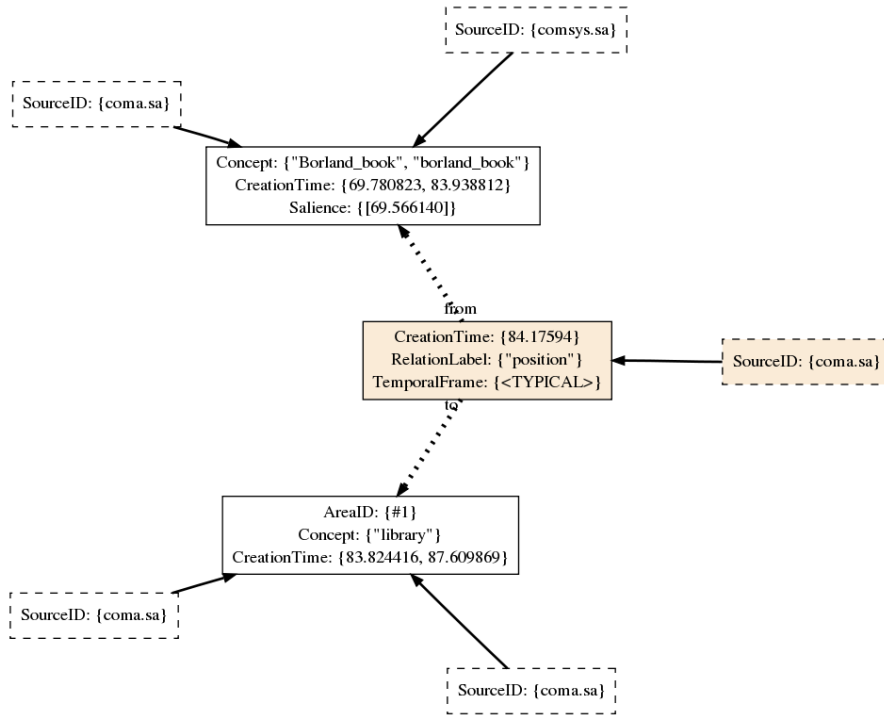 SourceID: {comsys.sa}
SourceID: {coma.sa}
Concept: {"Borland_book", "borland_book"}
CreationTime: {69.780823, 83.938812}
Salience: {[69.566140]}
from
CreationTime: {84.17594}
RelationLabel: {"position"}
TemporalFrame: {<TYPICAL>}
SourceID: {coma.sa}
to
AreaID: {#1}
Concept: {"library"}
CreationTime: {83.824416, 87.609869}
SourceID: {coma.sa}
SourceID: {coma.sa}